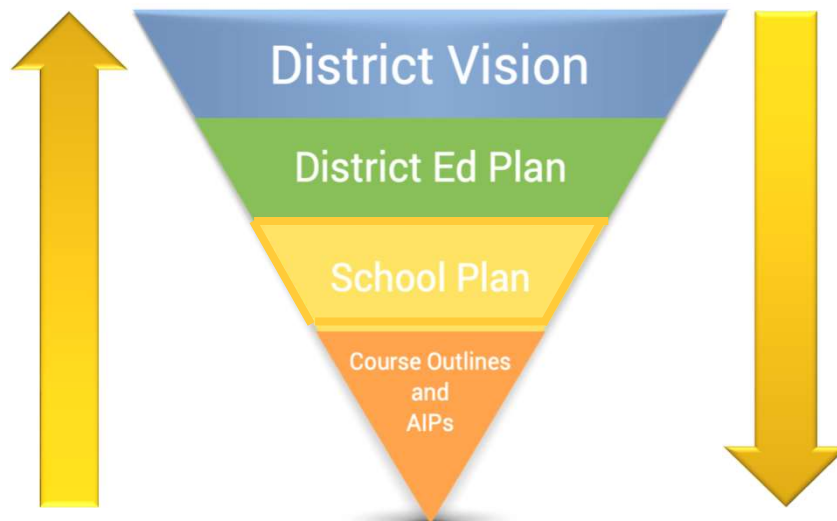 District Vision
District Ed Plan
School Plan
Course Outlines
and
AIPs